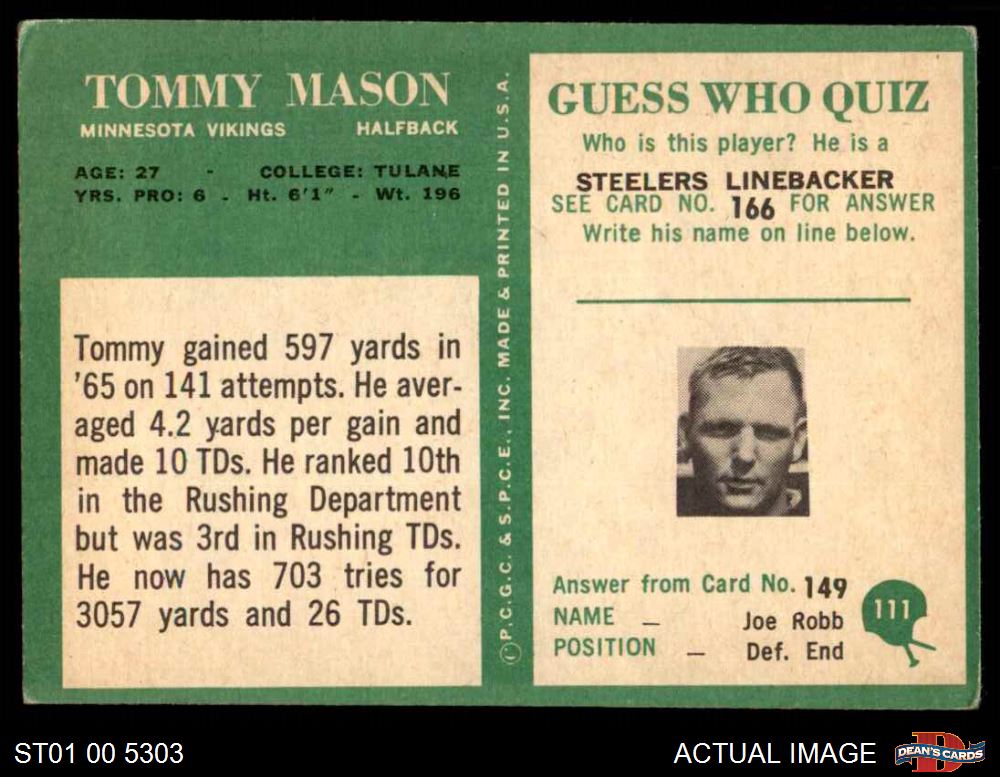 TOMMY MASON
MINNESOTA VIKINGS HALFBACK
AGE: 27 - COLLEGE: TULANE
YRS. PRO: 6 - Ht. 6'1" - Wt. 196
Tommy gained 597 yards in
'65 on 141 attempts. He aver-
aged 4.2 yards per gain and
made 10 TDs. He ranked 10th
in the Rushing Department
but was 3rd in Rushing TDs.
He now has 703 tries for
3057 yards and 26 TDs.
©P.C.G.C. & S.P.C.E., INC. MADE & PRINTED IN U.S.A.
GUESS WHO QUIZ
Who is this player? He is a
STEELERS LINEBACKER
SEE CARD NO. 166 FOR ANSWER
Write his name on line below.
Answer from Card No. 149
NAME — Joe Robb
POSITION — Def. End
111
ST01 00 5303
ACTUAL IMAGE
D
DEAN'S CARDS